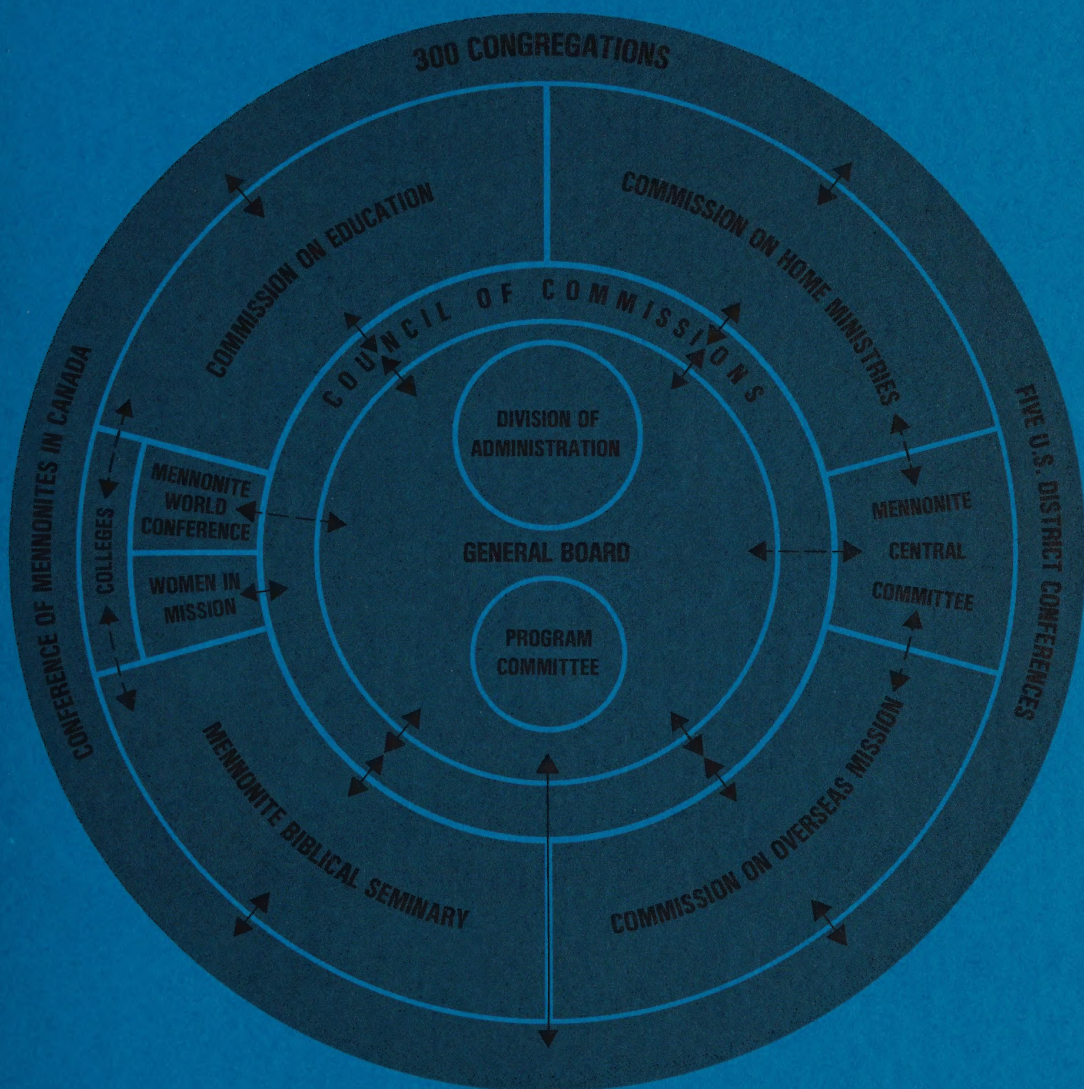 300 CONGREGATIONS
COMMISSION ON EDUCATION
COMMISSION ON HOME MINISTRIES
COUNCIL OF COMMISSIONS
CONFERENCE OF MENNONITES IN CANADA
FIVE U.S. DISTRICT CONFERENCES
DIVISION OF
ADMINISTRATION
COLLEGES
MENNONITE
WORLD
CONFERENCE
WOMEN IN
MISSION
GENERAL BOARD
MENNONITE
CENTRAL
COMMITTEE
PROGRAM
COMMITTEE
MENNONITE BIBLICAL SEMINARY
COMMISSION ON OVERSEAS MISSION